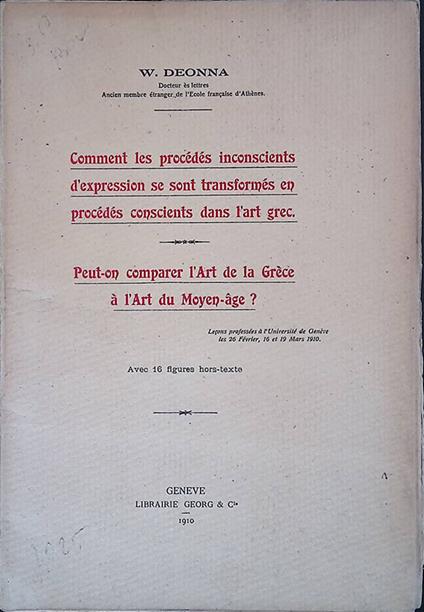 W. DEONNA
Docteur ès lettres
Ancien membre étranger de l'Ecole française d'Athènes.
Comment les procédés inconscients
d'expression se sont transformés en
procédés conscients dans l'art grec.
Peut-on comparer l'Art de la Grèce
à l'Art du Moyen-âge ?
Leçons professées à l'Université de Genève
les 26 Février, 16 et 19 Mars 1910.
Avec 16 figures hors-texte
GENEVE
LIBRAIRIE GEORG & Cie
1910